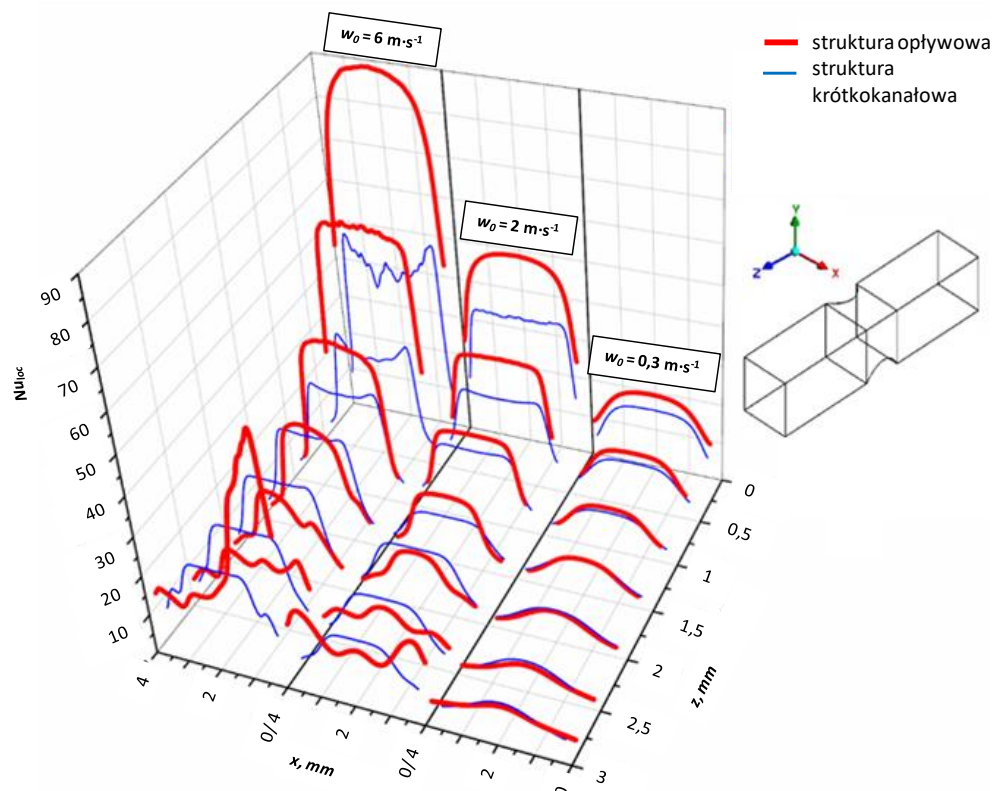 w₀ = 6 m·s⁻¹
struktura opływowa
struktura
krótkokanałowa
w₀ = 2 m·s⁻¹
w₀ = 0,3 m·s⁻¹
Y
Z
X
Nuloc
90
80
70
60
50
40
30
20
10
4
2
0/4
2
0/4
2
0
x, mm
0
0,5
1
1,5
2
2,5
3
z, mm